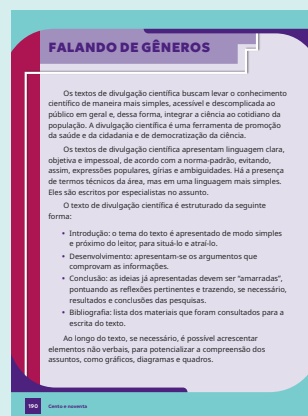 FALANDO DE GÊNEROS
Os textos de divulgação científica buscam levar o conhecimento
científico de maneira mais simples, acessível e descomplicada ao
público em geral e, dessa forma, integrar a ciência ao cotidiano da
população. A divulgação científica é uma ferramenta de promoção
da saúde e da cidadania e de democratização da ciência.
Os textos de divulgação científica apresentam linguagem clara,
objetiva e impessoal, de acordo com a norma-padrão, evitando,
assim, expressões populares, gírias e ambiguidades. Há a presença
de termos técnicos da área, mas em uma linguagem mais simples.
Eles são escritos por especialistas no assunto.
O texto de divulgação científica é estruturado da seguinte
forma:
• Introdução: o tema do texto é apresentado de modo simples
e próximo do leitor, para situá-lo e atraí-lo.
• Desenvolvimento: apresentam-se os argumentos que
comprovam as informações.
• Conclusão: as ideias já apresentadas devem ser “amarradas”,
pontuando as reflexões pertinentes e trazendo, se necessário,
resultados e conclusões das pesquisas.
• Bibliografia: lista dos materiais que foram consultados para a
escrita do texto.
Ao longo do texto, se necessário, é possível acrescentar
elementos não verbais, para potencializar a compreensão dos
assuntos, como gráficos, diagramas e quadros.
190 Cento e noventa